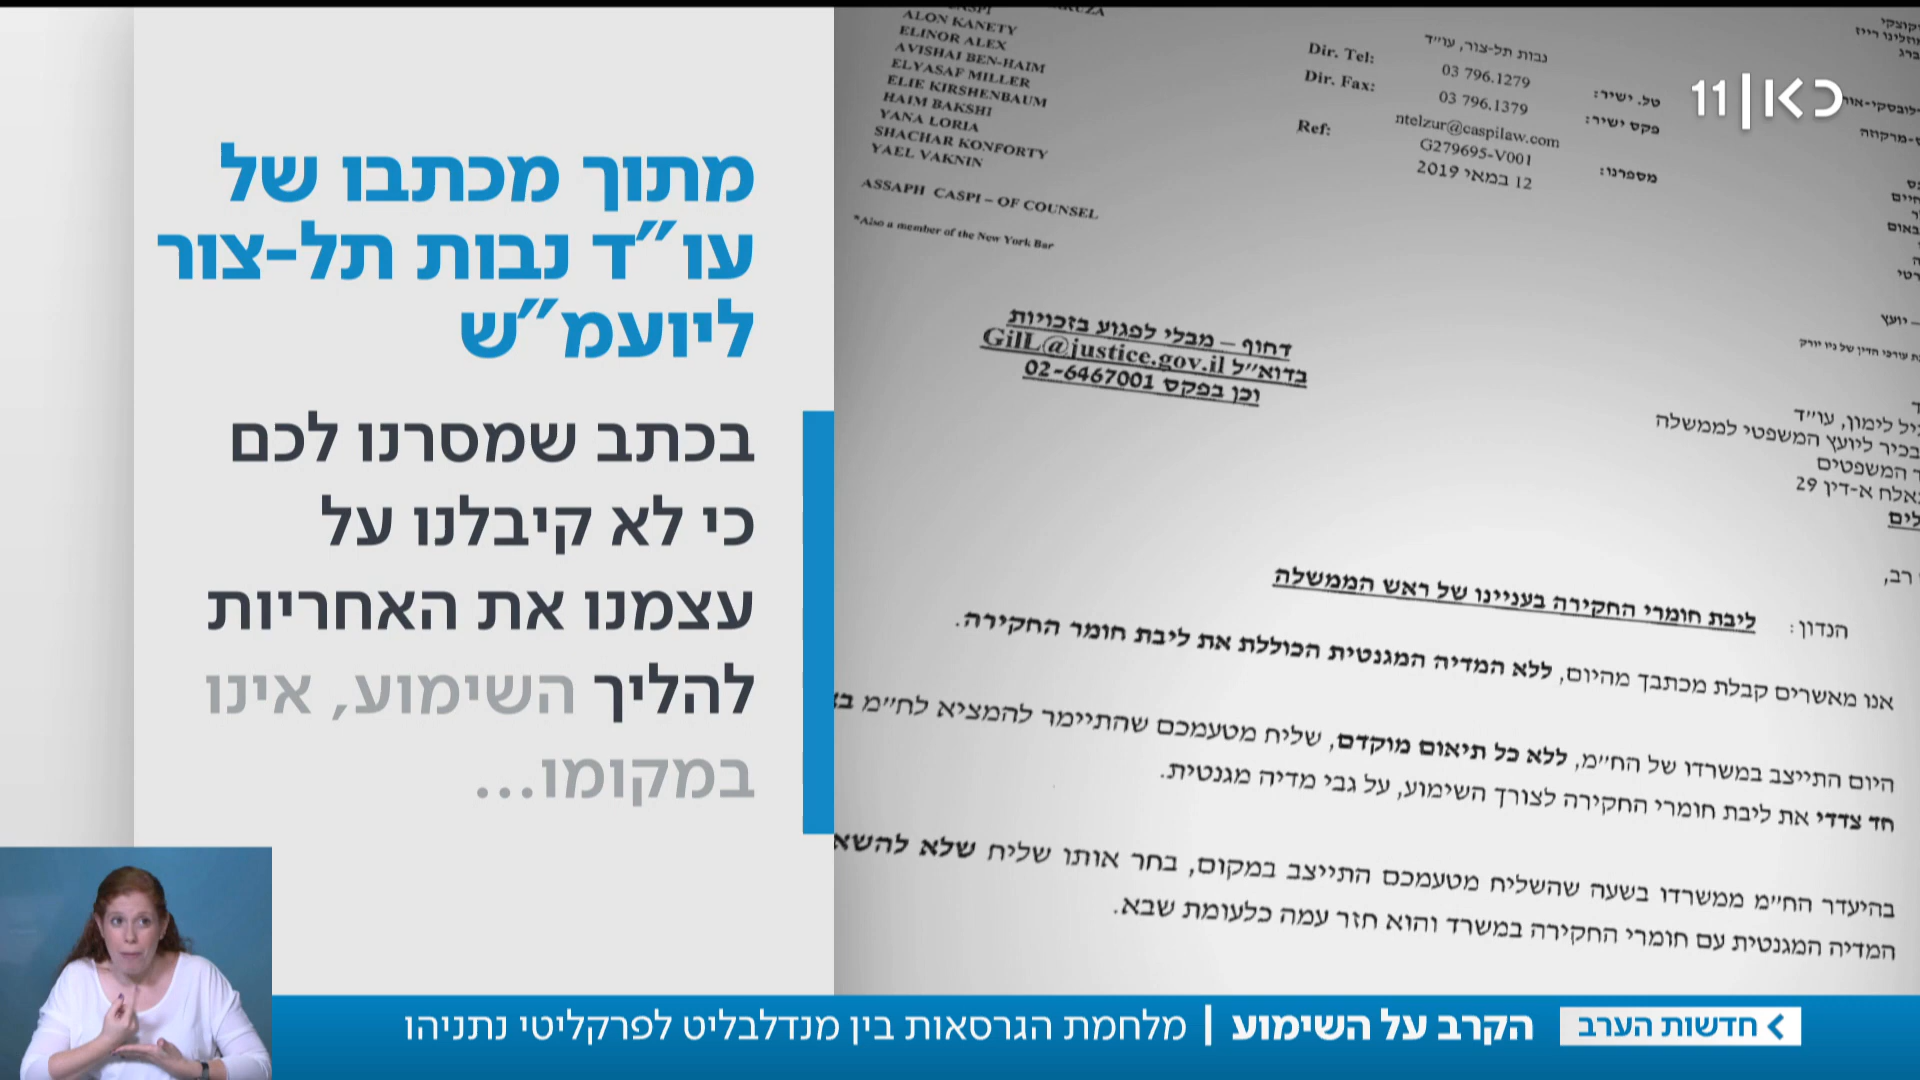 מתוך מכתבו של
עו״ד נבות תל-צור
ליועמ״ש
בכתב שמסרנו לכם
כי לא קיבלנו על
עצמנו את האחריות
להליך השימוע, אינו
במקומו...
כאן 11
ALON KANETY
ELINOR ALEX
AVISHAI BEN-HAIM
ELYASAF MILLER
ELIE KIRSHENBAUM
HAIM BAKSHI
YANA LORIA
SHACHAR KONFORTY
YAEL VAKNIN
ASSAPH CASPI – OF COUNSEL
*Also a member of the New York Bar
נבות תל-צור, עו״ד
Dir. Tel: 03 796.1279 טל. ישיר:
Dir. Fax: 03 796.1379 פקס ישיר:
ntelzur@caspilaw.com
Ref: G279695-V001 מספרנו:
12 במאי 2019
דחוף – מבלי לפגוע בזכויות
בדוא״ל GilL@justice.gov.il
וכן בפקס 02-6467001
לימון, עו״ד
ליועץ המשפטי לממשלה
המשפטים
א-דין 29
רב,
הנדון: ליבת חומרי החקירה בעניינו של ראש הממשלה
אנו מאשרים קבלת מכתבך מהיום, ללא המדיה המגנטית הכוללת את ליבת חומר החקירה.
היום התייצב במשרדו של הח״מ, ללא כל תיאום מוקדם, שליח מטעמכם שהתיימר להמציא לח״מ
חד צדדי את ליבת חומרי החקירה לצורך השימוע, על גבי מדיה מגנטית.
בהיעדר הח״מ ממשרדו בשעה שהשליח מטעמכם התייצב במקום, בחר אותו שליח שלא
המדיה המגנטית עם חומרי החקירה במשרד והוא חזר עמה כלעומת שבא.
חדשות הערב
הקרב על השימוע | מלחמת הגרסאות בין מנדלבליט לפרקליטי נתניהו